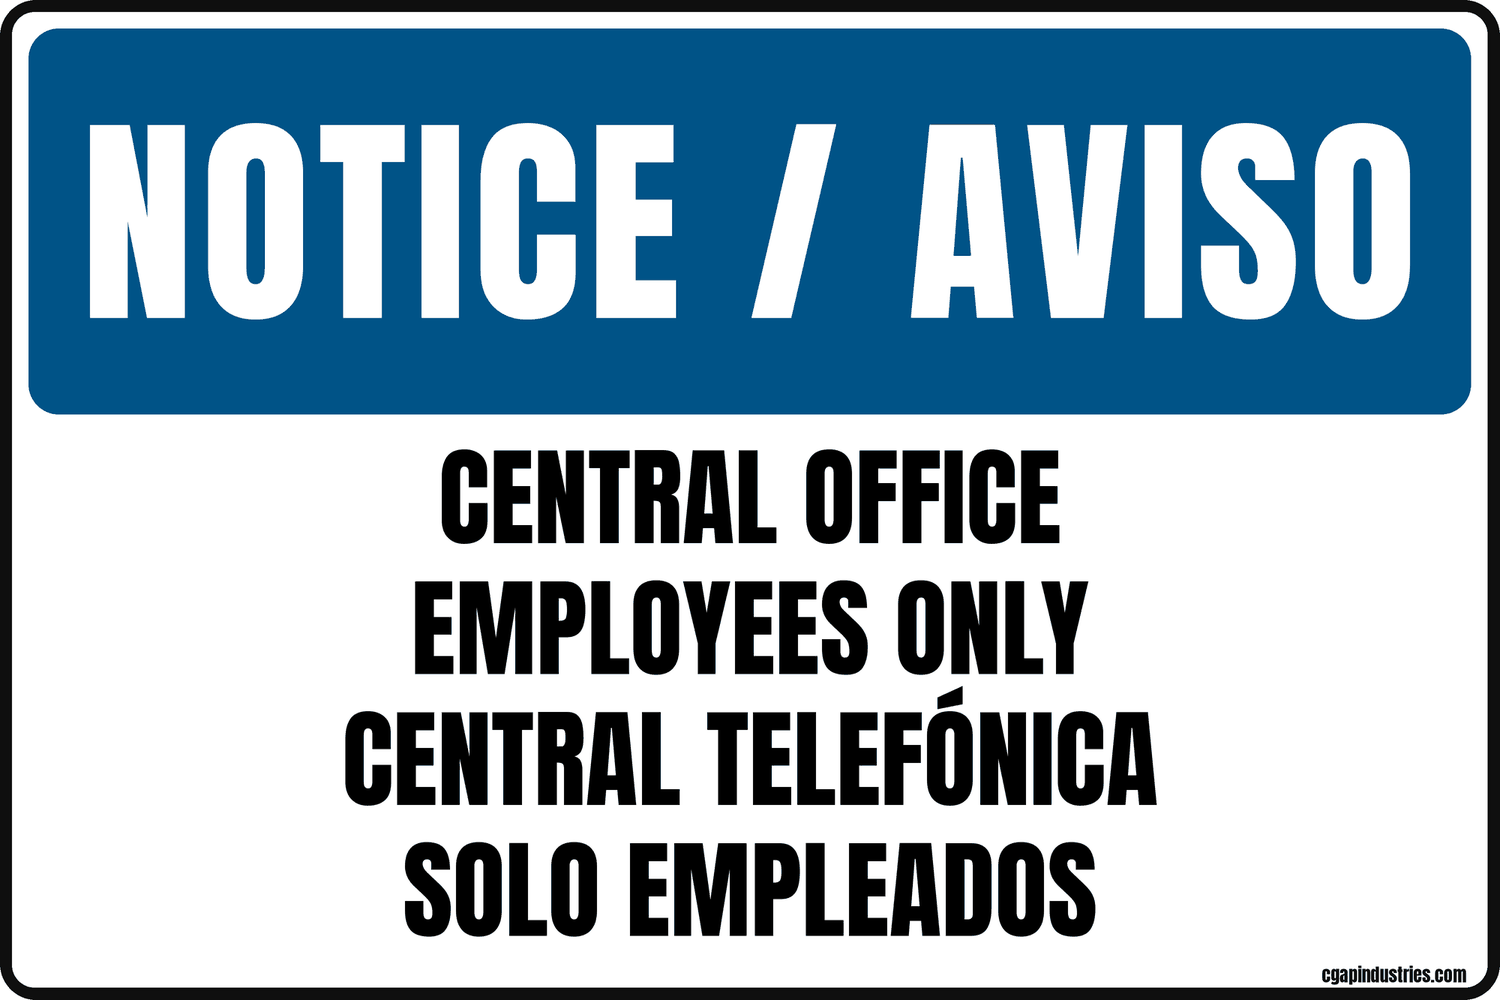 NOTICE / AVISO
CENTRAL OFFICE
EMPLOYEES ONLY
CENTRAL TELEFÓNICA
SOLO EMPLEADOS
cgapindustries.com